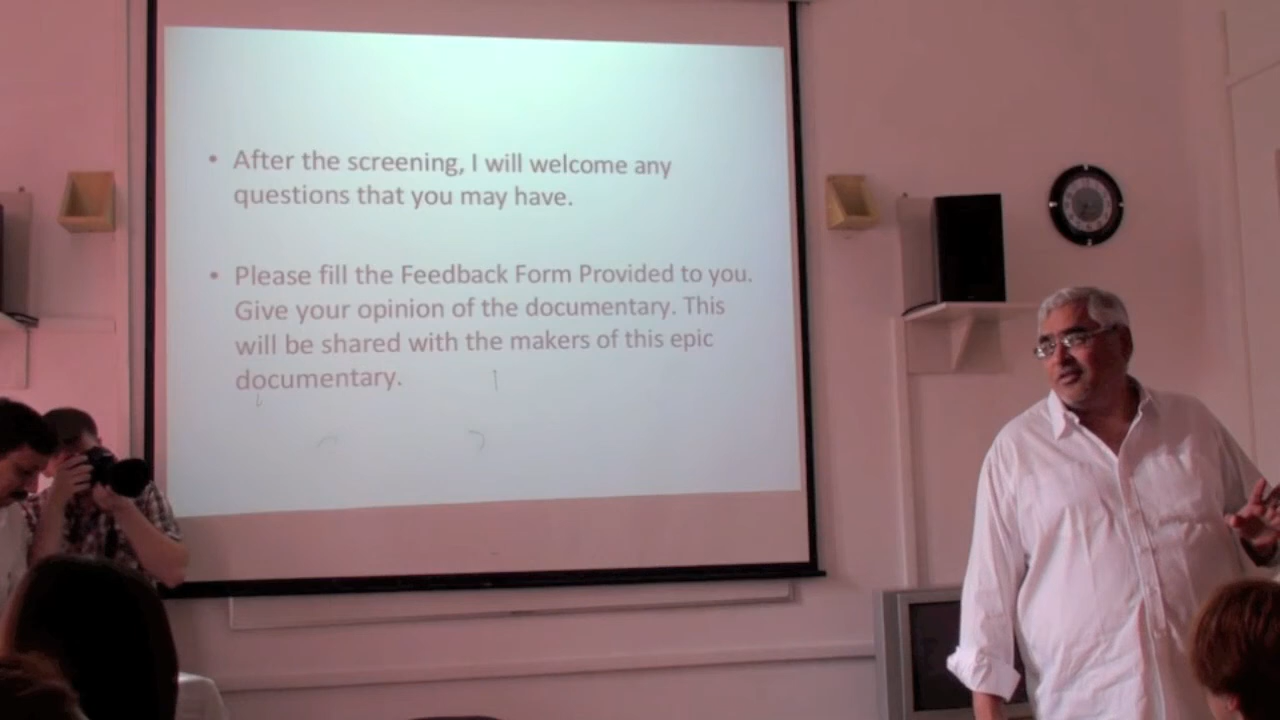 • After the screening, I will welcome any
questions that you may have.
• Please fill the Feedback Form Provided to you.
Give your opinion of the documentary. This
will be shared with the makers of this epic
documentary.